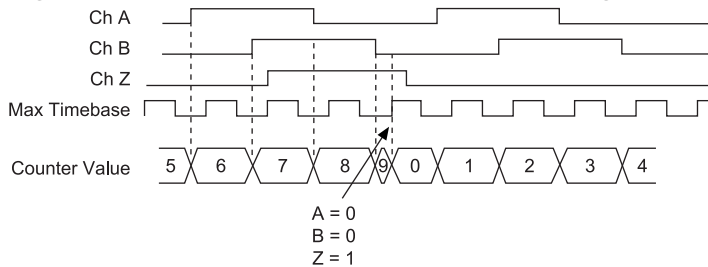 Ch A
Ch B
Ch Z
Max Timebase
Counter Value 5 6 7 8 9 0 1 2 3 4
A = 0
B = 0
Z = 1